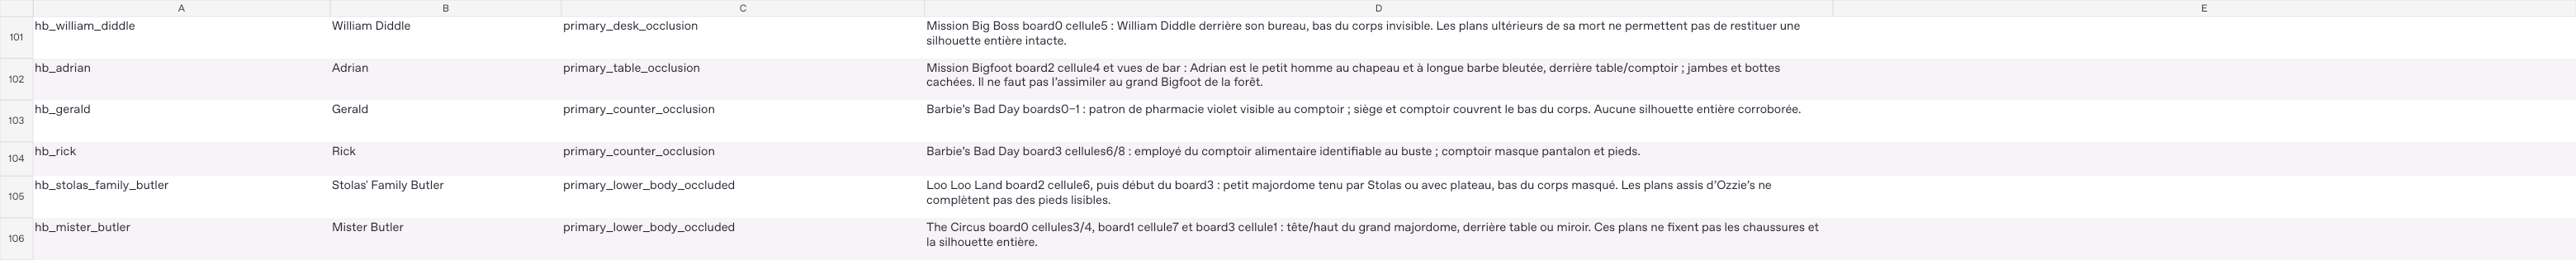 A B C D E
101 hb_william_diddle William Diddle primary_desk_occlusion Mission Big Boss board0 cellule5 : William Diddle derrière son bureau, bas du corps invisible. Les plans ultérieurs de sa mort ne permettent pas de restituer une
silhouette entière intacte.
102 hb_adrian Adrian primary_table_occlusion Mission Bigfoot board2 cellule4 et vues de bar : Adrian est le petit homme au chapeau et à longue barbe bleutée, derrière table/comptoir ; jambes et bottes
cachées. Il ne faut pas l’assimiler au grand Bigfoot de la forêt.
103 hb_gerald Gerald primary_counter_occlusion Barbie’s Bad Day boards0–1 : patron de pharmacie violet visible au comptoir ; siège et comptoir couvrent le bas du corps. Aucune silhouette entière corroborée.
104 hb_rick Rick primary_counter_occlusion Barbie’s Bad Day board3 cellules6/8 : employé du comptoir alimentaire identifiable au buste ; comptoir masque pantalon et pieds.
105 hb_stolas_family_butler Stolas' Family Butler primary_lower_body_occluded Loo Loo Land board2 cellule6, puis début du board3 : petit majordome tenu par Stolas ou avec plateau, bas du corps masqué. Les plans assis d’Ozzie’s ne
complètent pas des pieds lisibles.
106 hb_mister_butler Mister Butler primary_lower_body_occluded The Circus board0 cellules3/4, board1 cellule7 et board3 cellule1 : tête/haut du grand majordome, derrière table ou miroir. Ces plans ne fixent pas les chaussures et
la silhouette entière.